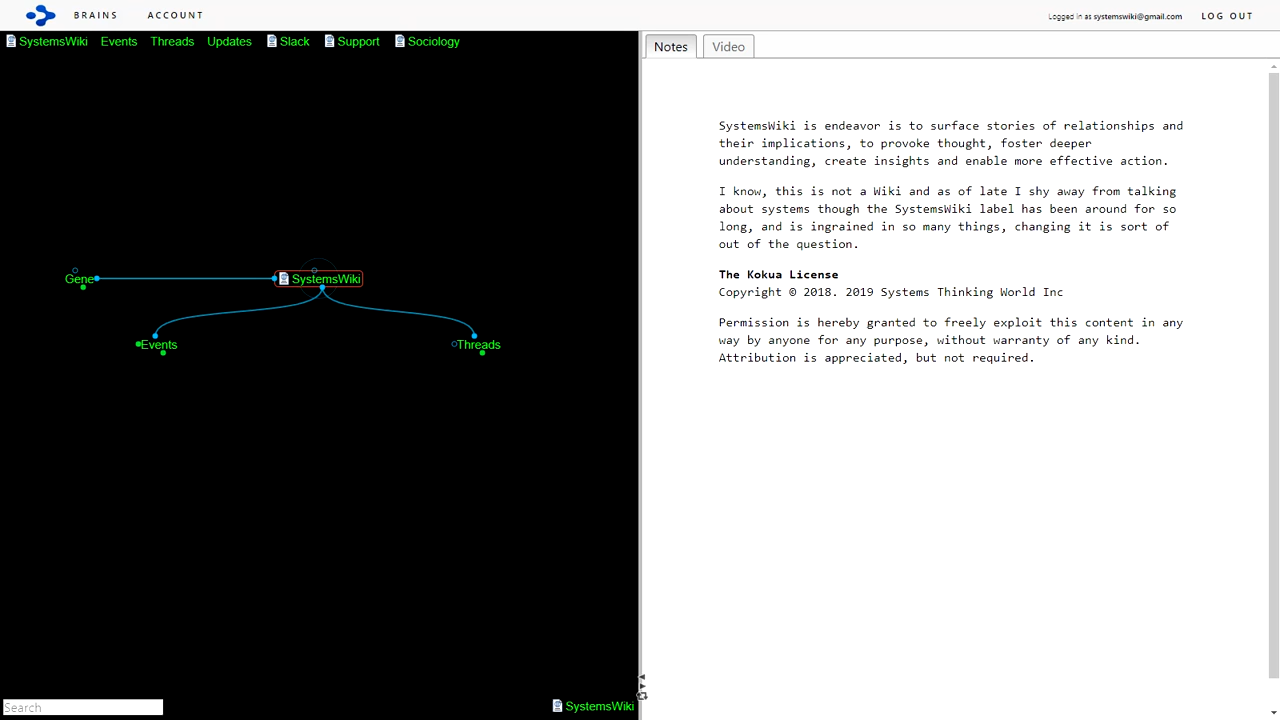 BRAINS ACCOUNT Logged in as systemswiki@gmail.com LOG OUT
SystemsWiki Events Threads Updates Slack Support Sociology
Notes Video
Gene SystemsWiki
Events Threads
Search SystemsWiki
SystemsWiki is endeavor is to surface stories of relationships and
their implications, to provoke thought, foster deeper
understanding, create insights and enable more effective action.
I know, this is not a Wiki and as of late I shy away from talking
about systems though the SystemsWiki label has been around for so
long, and is ingrained in so many things, changing it is sort of
out of the question.
The Kokua License
Copyright © 2018. 2019 Systems Thinking World Inc
Permission is hereby granted to freely exploit this content in any
way by anyone for any purpose, without warranty of any kind.
Attribution is appreciated, but not required.